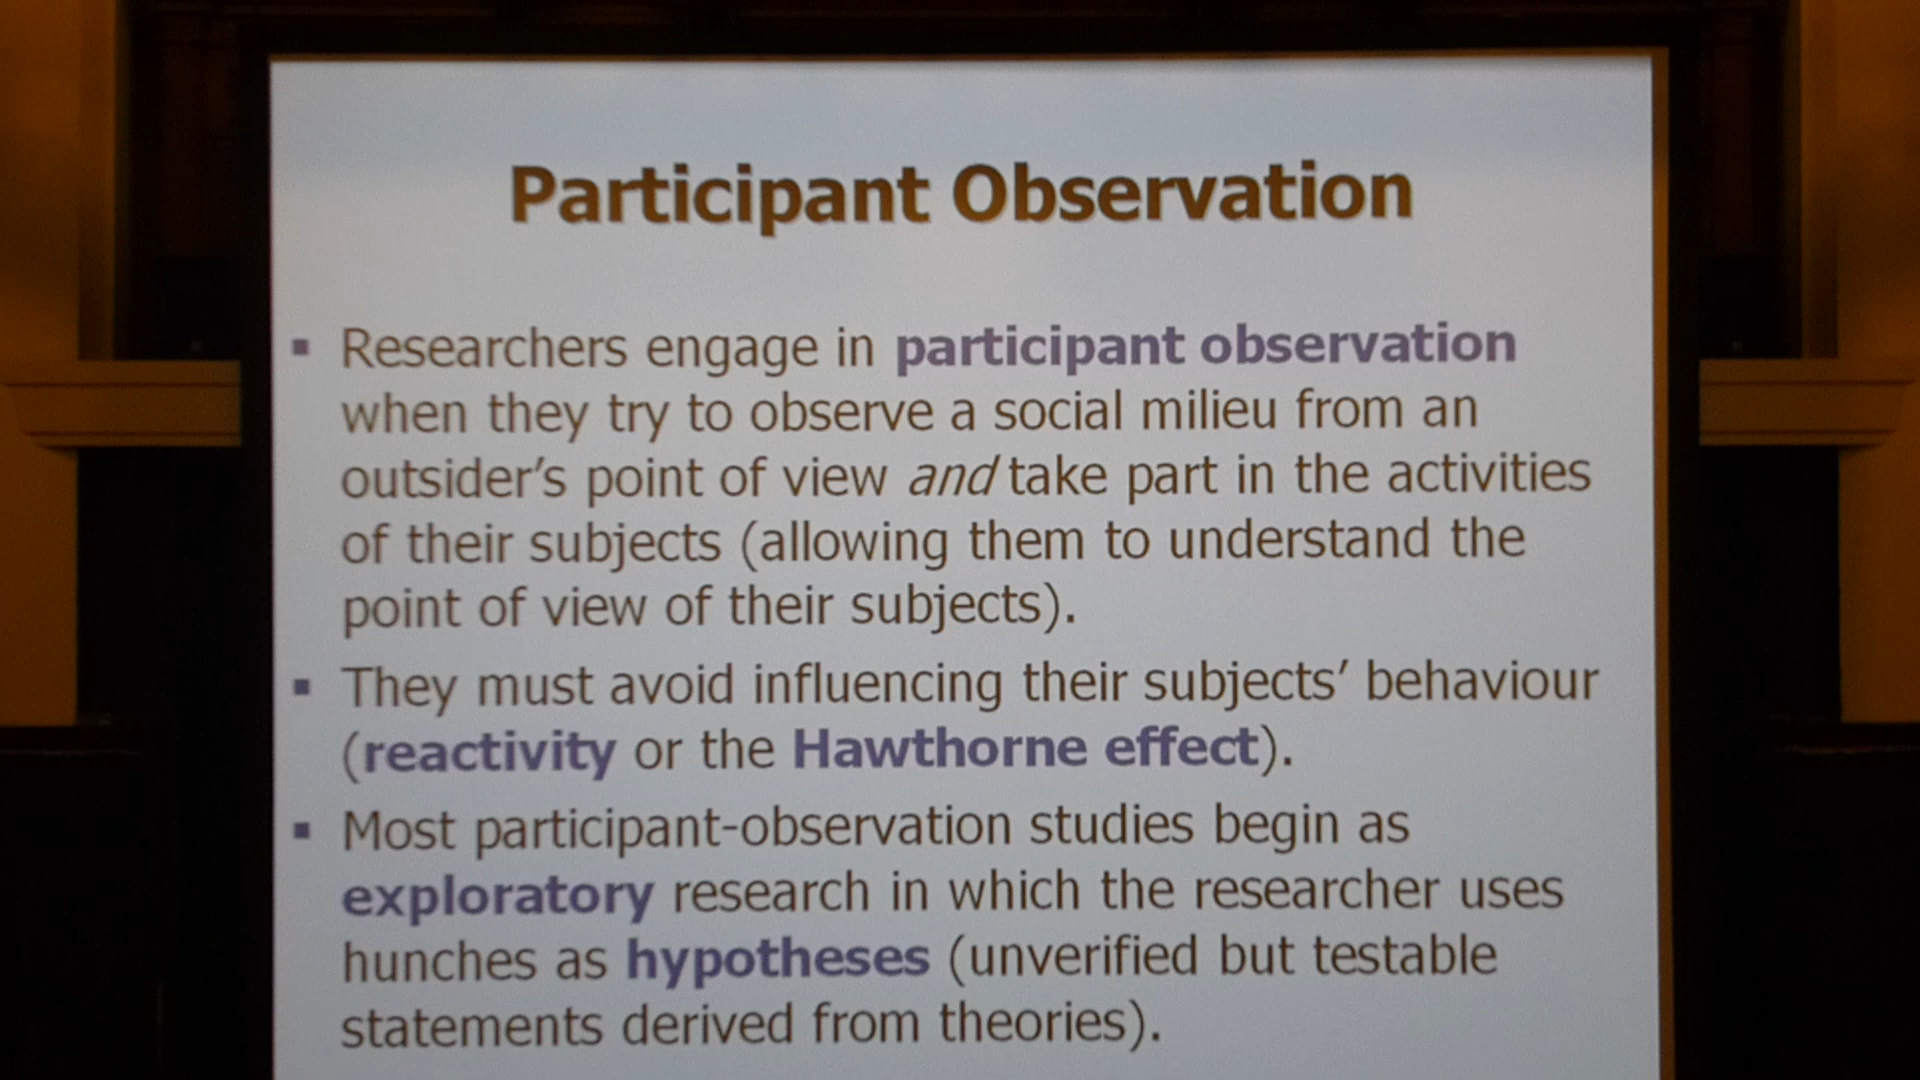 Participant Observation
▪ Researchers engage in participant observation
when they try to observe a social milieu from an
outsider’s point of view and take part in the activities
of their subjects (allowing them to understand the
point of view of their subjects).
▪ They must avoid influencing their subjects’ behaviour
(reactivity or the Hawthorne effect).
▪ Most participant-observation studies begin as
exploratory research in which the researcher uses
hunches as hypotheses (unverified but testable
statements derived from theories).